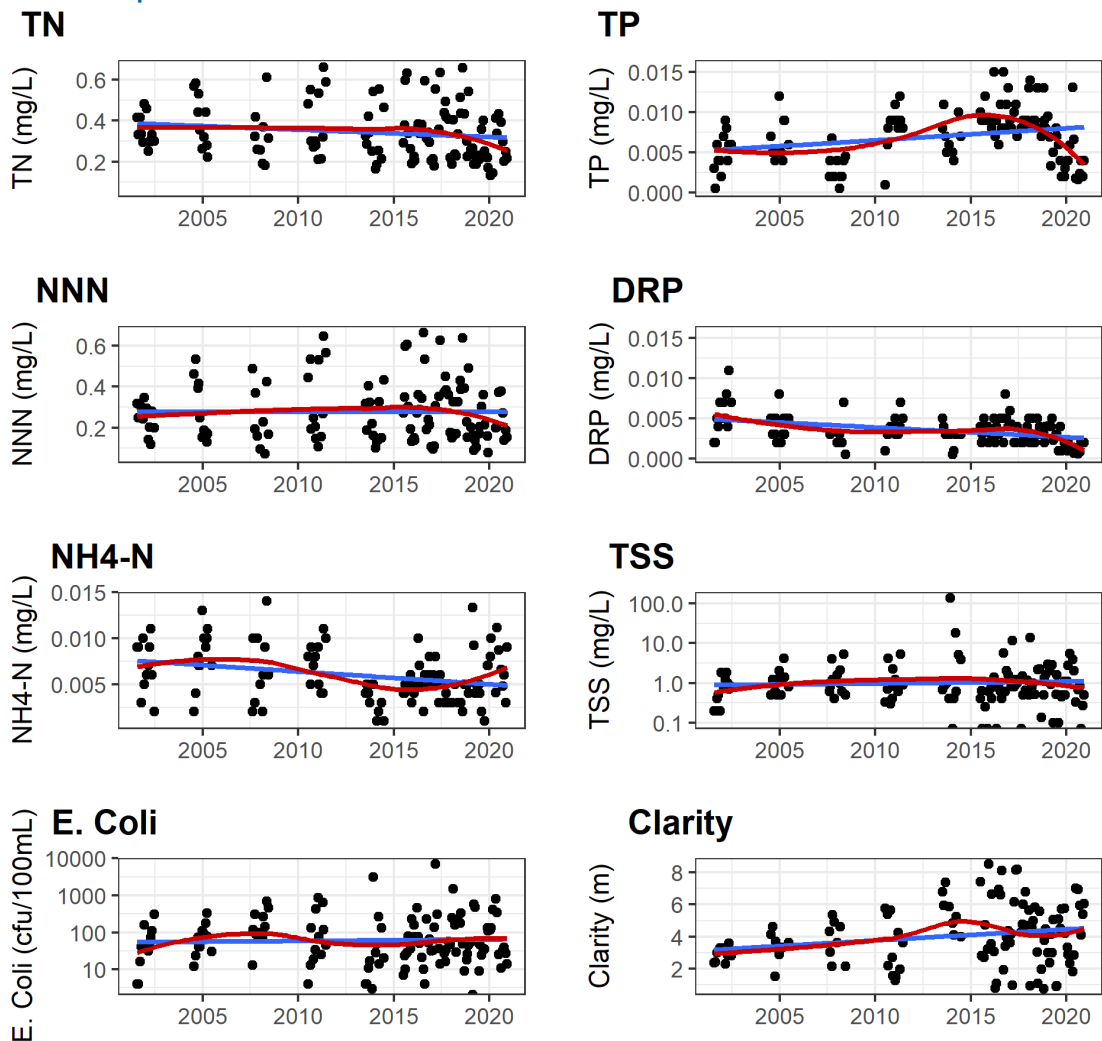 TN
TN (mg/L)
0.6
0.4
0.2
2005 2010 2015 2020
TP
TP (mg/L)
0.015
0.010
0.005
0.000
2005 2010 2015 2020
NNN
NNN (mg/L)
0.6
0.4
0.2
2005 2010 2015 2020
DRP
DRP (mg/L)
0.015
0.010
0.005
0.000
2005 2010 2015 2020
NH4-N
NH4-N (mg/L)
0.015
0.010
0.005
2005 2010 2015 2020
TSS
TSS (mg/L)
100.0
10.0
1.0
0.1
2005 2010 2015 2020
E. Coli
E. Coli (cfu/100mL)
10000
1000
100
10
2005 2010 2015 2020
Clarity
Clarity (m)
8
6
4
2
2005 2010 2015 2020